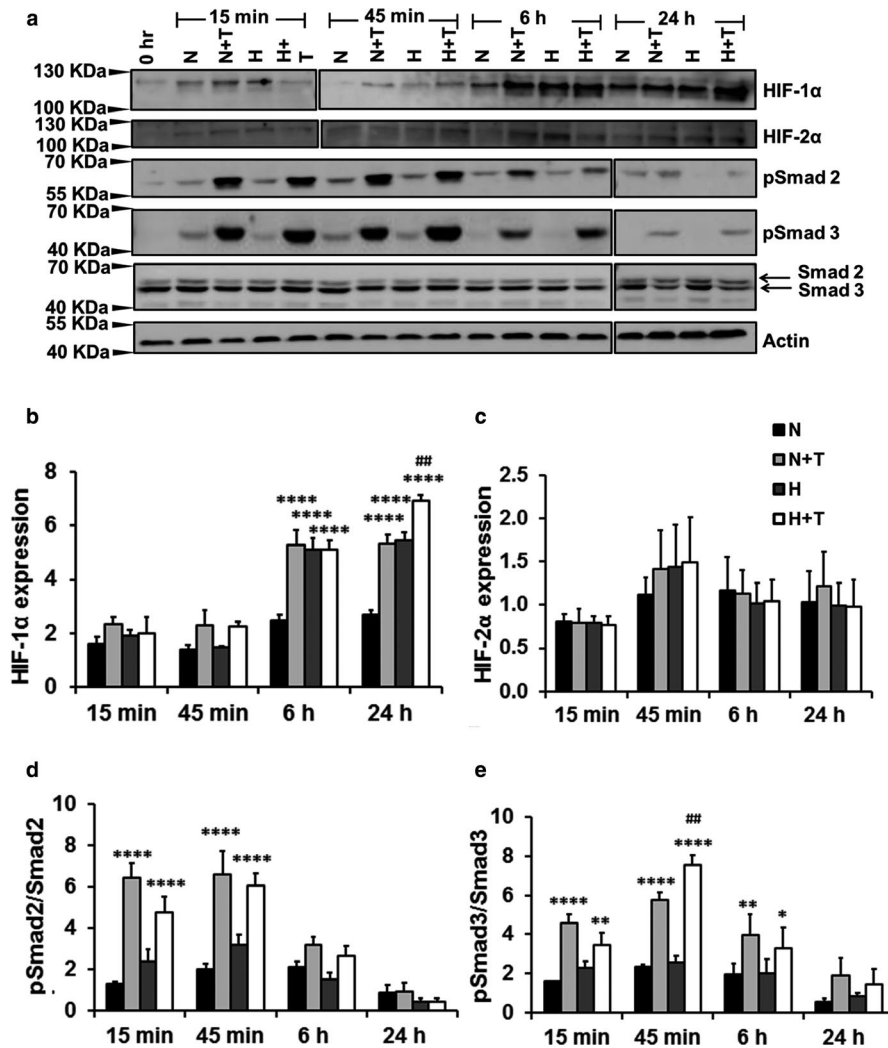 a
15 min
45 min
6 h
24 h
0 hr
N
N+T
H
H+
T
N
N+T
H
H+T
N
N+T
H
H+T
N
N+T
H
H+T
130 KDa
100 KDa
HIF-1α
130 KDa
100 KDa
HIF-2α
70 KDa
55 KDa
pSmad 2
70 KDa
40 KDa
pSmad 3
70 KDa
40 KDa
Smad 2
Smad 3
55 KDa
40 KDa
Actin
b
HIF-1α expression
8
6
4
2
0
****
****
****
****
****
##
****
15 min
45 min
6 h
24 h
c
N
N+T
H
H+T
HIF-2α expression
2.5
2.0
1.5
1.0
0.5
0.0
15 min
45 min
6 h
24 h
d
pSmad2/Smad2
10
8
6
4
2
0
****
****
****
****
15 min
45 min
6 h
24 h
e
pSmad3/Smad3
10
8
6
4
2
0
****
**
****
##
****
**
*
15 min
45 min
6 h
24 h